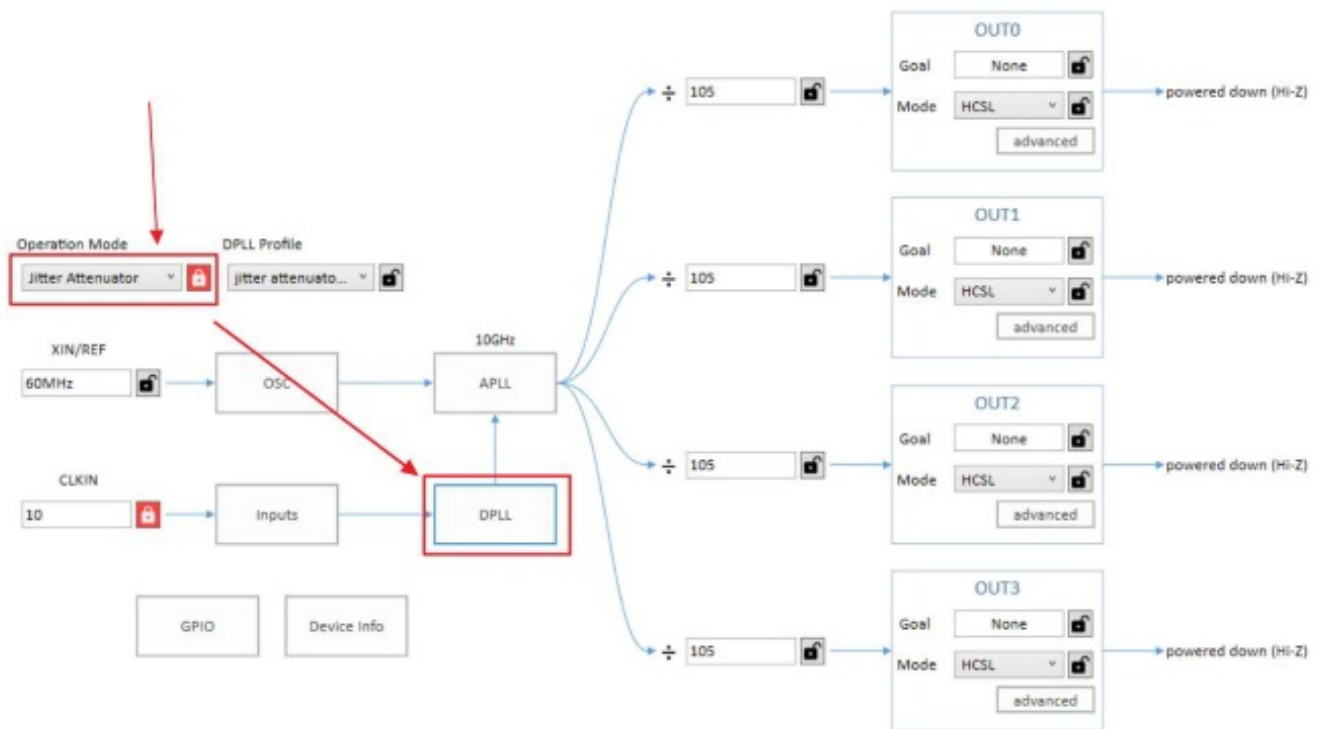 OUT0
Goal None
÷ 105
powered down (Hi-Z)
Mode HCSL
advanced
OUT1
Operation Mode DPLL Profile
Goal None
Jitter Attenuator jitter attenuato...
÷ 105
powered down (Hi-Z)
Mode HCSL
advanced
XIN/REF
10GHz
60MHz OSC APLL
OUT2
Goal None
÷ 105
powered down (Hi-Z)
Mode HCSL
CLKIN
10 Inputs DPLL
advanced
OUT3
GPIO Device Info
Goal None
÷ 105
powered down (Hi-Z)
Mode HCSL
advanced